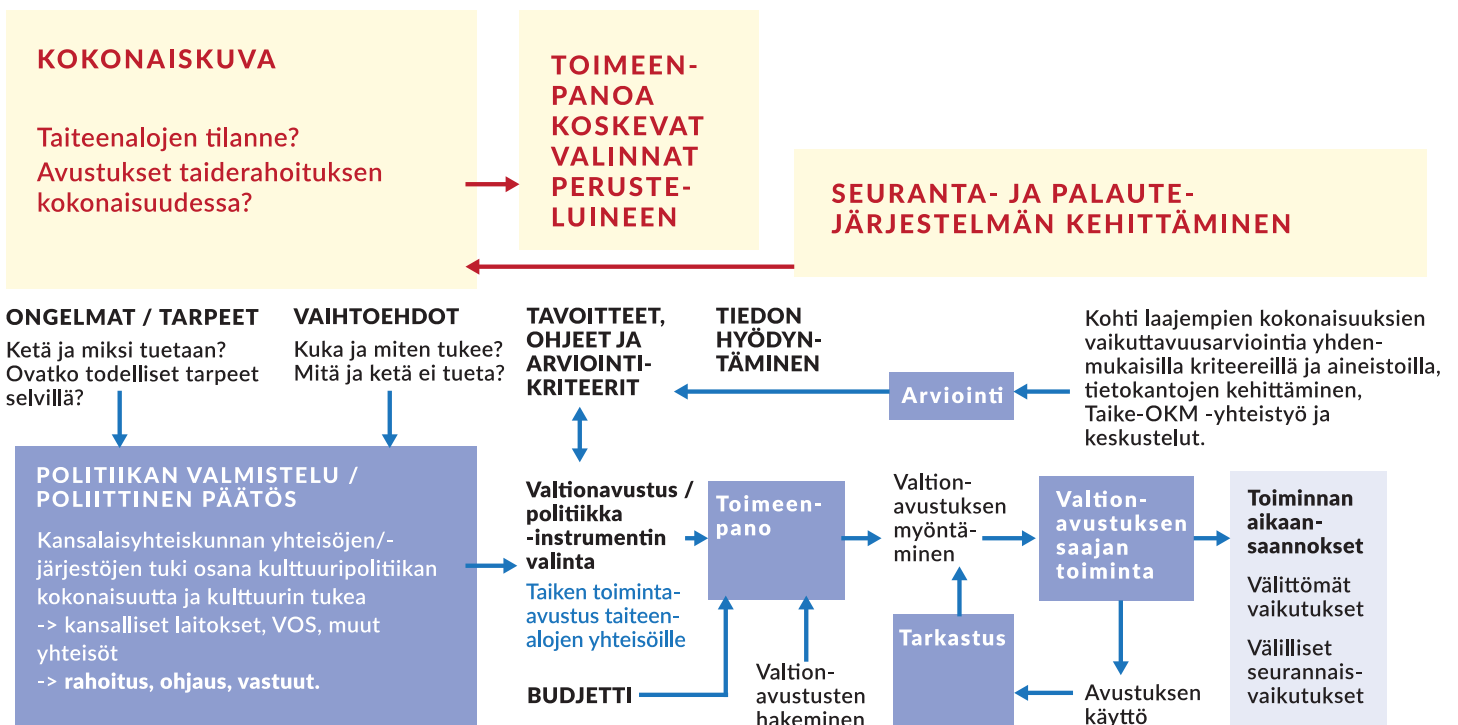 KOKONAISKUVA
Taiteenalojen tilanne?
Avustukset taiderahoituksen
kokonaisuudessa?
TOIMEEN-
PANOA
KOSKEVAT
VALINNAT
PERUSTE-
LUINEEN
SEURANTA- JA PALAUTE-
JÄRJESTELMÄN KEHITTÄMINEN
ONGELMAT / TARPEET
Ketä ja miksi tuetaan?
Ovatko todelliset tarpeet
selvillä?
VAIHTOEHDOT
Kuka ja miten tukee?
Mitä ja ketä ei tueta?
TAVOITTEET,
OHJEET JA
ARVIOINTI-
KRITEERIT
TIEDON
HYÖDYN-
TÄMINEN
Arviointi
Kohti laajempien kokonaisuuksien
vaikuttavuusarviointia yhden-
mukaisilla kriteereillä ja aineistoilla,
tietokantojen kehittäminen,
Taike-OKM -yhteistyö ja
keskustelut.
POLITIIKAN VALMISTELU /
POLIITTINEN PÄÄTÖS
Kansalaisyhteiskunnan yhteisöjen/-
järjestöjen tuki osana kulttuuripolitiikan
kokonaisuutta ja kulttuurin tukea
-> kansalliset laitokset, VOS, muut
yhteisöt
-> rahoitus, ohjaus, vastuut.
Valtionavustus /
politiikka
-instrumentin
valinta
Taiken toiminta-
avustus taiteen-
alojen yhteisöille
BUDJETTI
Toimeen-
pano
Valtion-
avustusten
hakeminen
Valtion-
avustuksen
myöntä-
minen
Tarkastus
Valtion-
avustuksen
saajan
toiminta
Avustuksen
käyttö
Toiminnan
aikaan-
saannokset
Välittömät
vaikutukset
Välilliset
seurannais-
vaikutukset